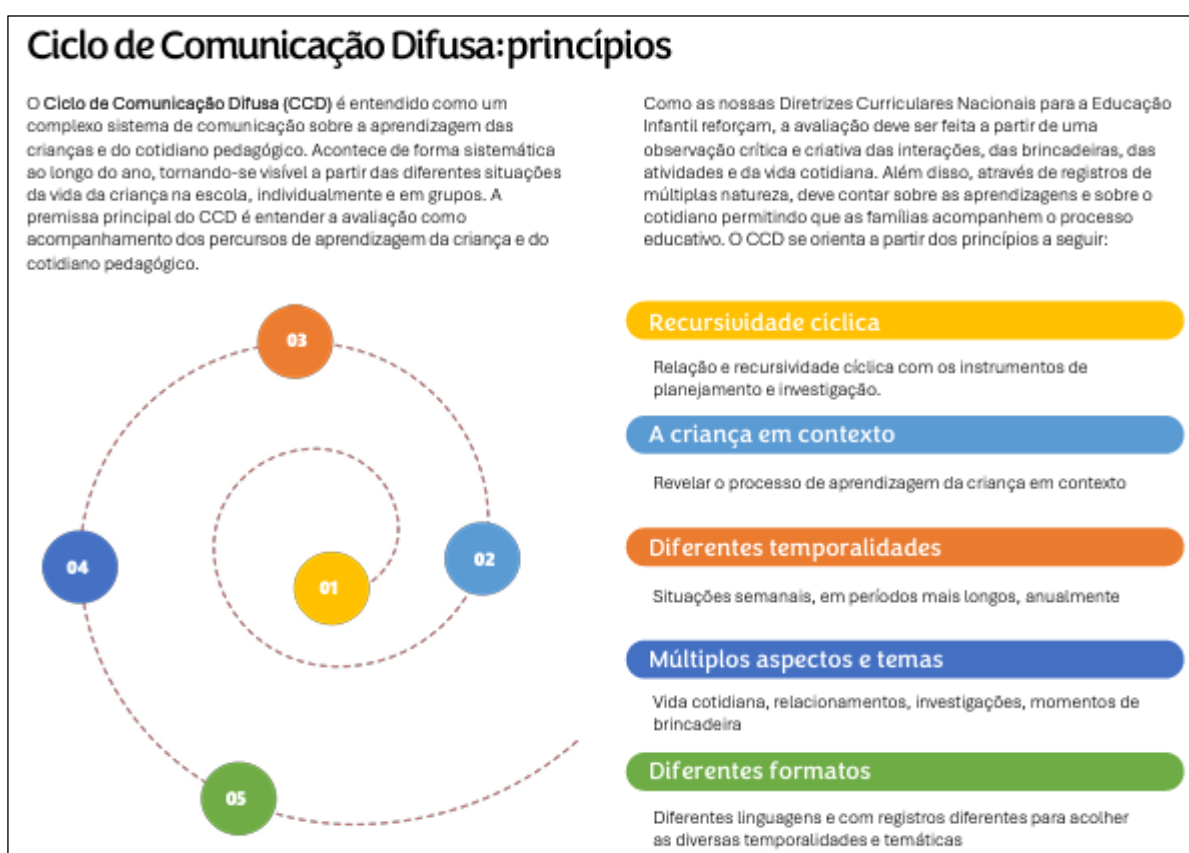 Ciclo de Comunicação Difusa:princípios
O Ciclo de Comunicação Difusa (CCD) é entendido como um
complexo sistema de comunicação sobre a aprendizagem das
crianças e do cotidiano pedagógico. Acontece de forma sistemática
ao longo do ano, tornando-se visível a partir das diferentes situações
da vida da criança na escola, individualmente e em grupos. A
premissa principal do CCD é entender a avaliação como
acompanhamento dos percursos de aprendizagem da criança e do
cotidiano pedagógico.
Como as nossas Diretrizes Curriculares Nacionais para a Educação
Infantil reforçam, a avaliação deve ser feita a partir de uma
observação crítica e criativa das interações, das brincadeiras, das
atividades e da vida cotidiana. Além disso, através de registros de
múltiplas natureza, deve contar sobre as aprendizagens e sobre o
cotidiano permitindo que as famílias acompanhem o processo
educativo. O CCD se orienta a partir dos princípios a seguir:
03
04
02
01
05
Recursividade cíclica
Relação e recursividade cíclica com os instrumentos de
planejamento e investigação.
A criança em contexto
Revelar o processo de aprendizagem da criança em contexto
Diferentes temporalidades
Situações semanais, em períodos mais longos, anualmente
Múltiplos aspectos e temas
Vida cotidiana, relacionamentos, investigações, momentos de
brincadeira
Diferentes formatos
Diferentes linguagens e com registros diferentes para acolher
as diversas temporalidades e temáticas